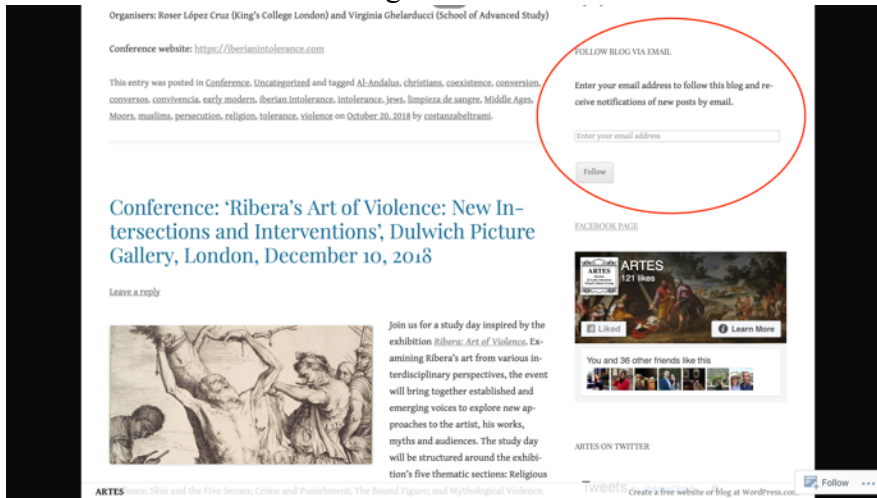 Organisers: Roser López Cruz (King's College London) and Virginia Ghelarducci (School of Advanced Study)
Conference website: https://iberianintolerance.com
This entry was posted in Conference, Uncategorized and tagged Al-Andalus, christians, coexistence, conversion,
conversos, convivencia, early modern, iberian intolerance, intolerance, jews, limpieza de sangre, Middle Ages,
Moors, muslims, persecution, religion, tolerance, violence on October 20, 2018 by costanzabeltrami.
Conference: ‘Ribera’s Art of Violence: New In-
tersections and Interventions’, Dulwich Picture
Gallery, London, December 10, 2018
Leave a reply
Join us for a study day inspired by the
exhibition Ribera: Art of Violence. Ex-
amining Ribera’s art from various in-
terdisciplinary perspectives, the event
will bring together established and
emerging voices to explore new ap-
proaches to the artist, his works,
myths and audiences. The study day
will be structured around the exhibi-
tion’s five thematic sections: Religious
Violence; Skin and the Five Senses; Crime and Punishment; The Bound Figure; and Mythological Violence.
ARTES
FOLLOW BLOG VIA EMAIL
Enter your email address to follow this blog and re-
ceive notifications of new posts by email.
Enter your email address
Follow
FACEBOOK PAGE
ARTES
ARTES
121 likes
Liked
Learn More
You and 36 other friends like this
ARTES ON TWITTER
Tweets
Create a free website or blog at WordPress.com.
Follow